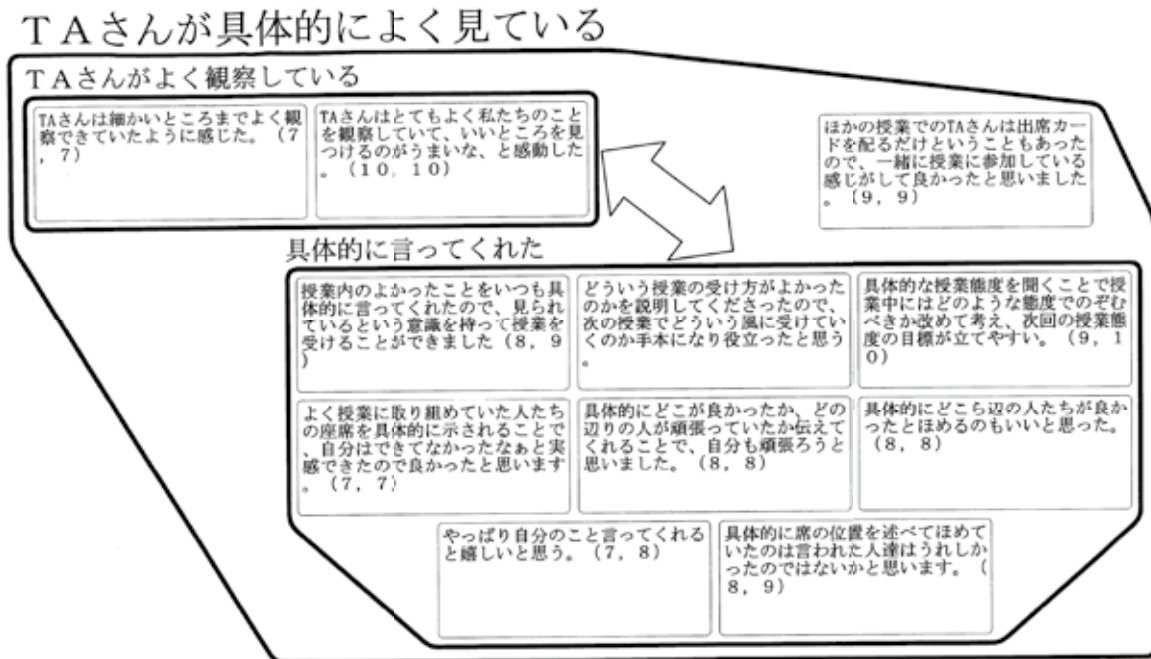 ＴＡさんが具体的によく見ている
ＴＡさんがよく観察している
TAさんは細かいところまでよく観
察できていたように感じた。（７
，７）
TAさんはとてもよく私たちのこと
を観察していて、いいところを見
つけるのがうまいな、と感動した
。（１０，１０）
ほかの授業でのTAさんは出席カー
ドを配るだけということもあった
ので、一緒に授業に参加している
感じがして良かったと思いました
。（９，９）
具体的に言ってくれた
授業内のよかったことをいつも具
体的に言ってくれたので、見られ
ているという意識を持って授業を
受けることができました（８，９
）
どういう授業の受け方がよかった
のかを説明してくださったので、
次の授業でどういう風に受けてい
くのか手本になり役立ったと思う
。
具体的な授業態度を聞くことで授
業中にはどのような態度でのぞむ
べきか改めて考え、次回の授業態
度の目標が立てやすい。（９，１
０）
よく授業に取り組めていた人たち
の座席を具体的に示されることで
、自分はできてなかったなぁと実
感できたので良かったと思います
。（７，７）
具体的にどこが良かったか、どの
辺りの人が頑張っていたか伝えて
くれることで、自分も頑張ろうと
思いました。（８，８）
具体的にどこら辺の人たちが良か
ったとほめるのもいいと思った。
（８，８）
やっぱり自分のこと言ってくれる
と嬉しいと思う。（７，８）
具体的に席の位置を述べてほめて
いたのは言われた人達はうれしか
ったのではないかと思います。（
８，９）